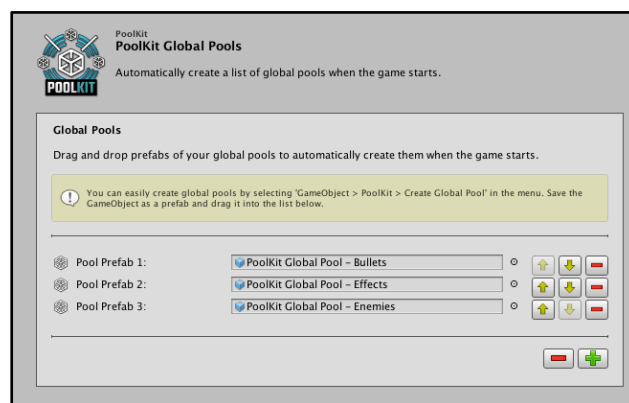 PoolKit
PoolKit Global Pools
Automatically create a list of global pools when the game starts.
POOLKIT
Global Pools
Drag and drop prefabs of your global pools to automatically create them when the game starts.
You can easily create global pools by selecting 'GameObject > PoolKit > Create Global Pool' in the menu. Save the
GameObject as a prefab and drag it into the list below.
Pool Prefab 1: PoolKit Global Pool – Bullets
Pool Prefab 2: PoolKit Global Pool – Effects
Pool Prefab 3: PoolKit Global Pool – Enemies